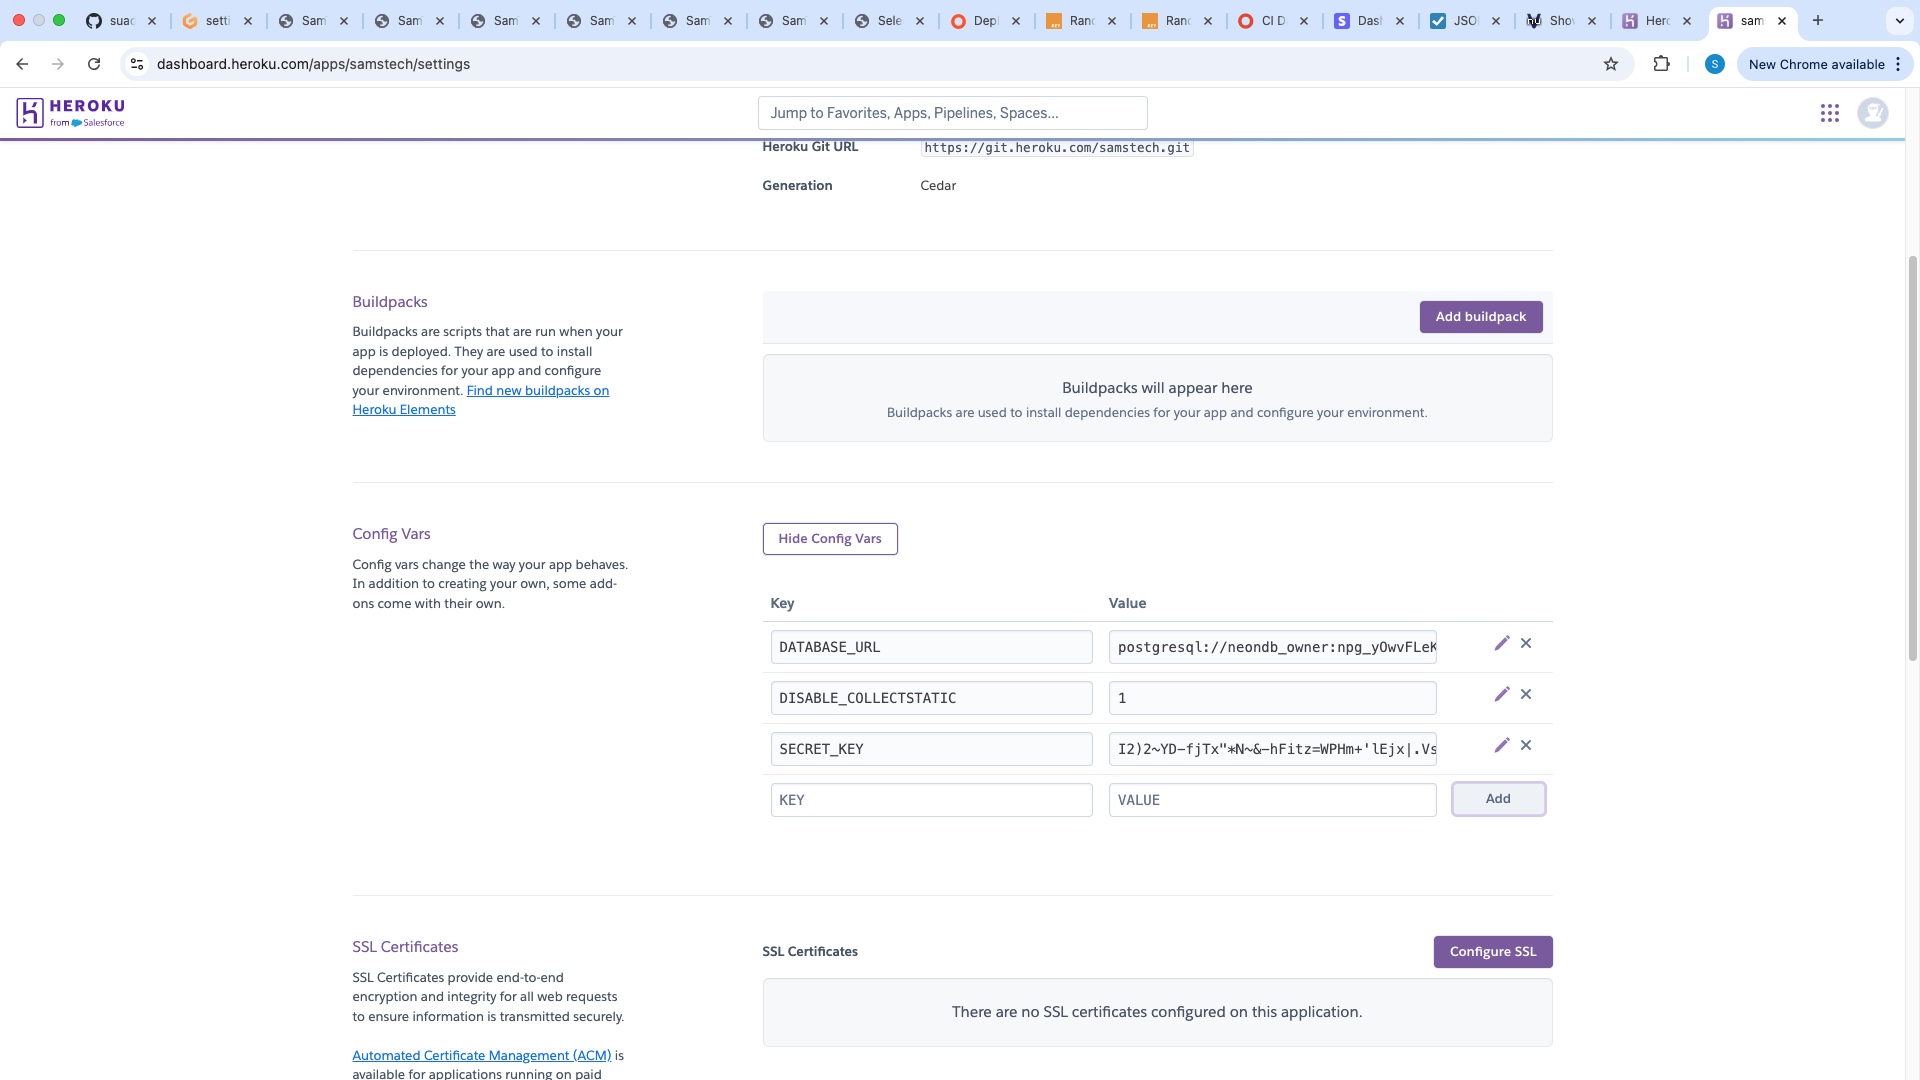 suac
setti
Sam
Sam
Sam
Sam
Sam
Sam
Sele
Depl
Ranc
Ranc
CI D
Dash
JSO
Sho
Hero
sam
dashboard.heroku.com/apps/samstech/settings
S
New Chrome available
HEROKU
from Salesforce
Jump to Favorites, Apps, Pipelines, Spaces...
Heroku Git URL https://git.heroku.com/samstech.git
Generation Cedar
Buildpacks
Buildpacks are scripts that are run when your
app is deployed. They are used to install
dependencies for your app and configure
your environment. Find new buildpacks on
Heroku Elements
Add buildpack
Buildpacks will appear here
Buildpacks are used to install dependencies for your app and configure your environment.
Config Vars
Config vars change the way your app behaves.
In addition to creating your own, some add-
ons come with their own.
Hide Config Vars
Key Value
DATABASE_URL postgresql://neondb_owner:npg_yOwvFLeK
DISABLE_COLLECTSTATIC 1
SECRET_KEY I2)2~YD-fjTx"*N~&-hFitz=WPHm+'lEjx|.Vs
KEY VALUE Add
SSL Certificates
SSL Certificates provide end-to-end
encryption and integrity for all web requests
to ensure information is transmitted securely.
Automated Certificate Management (ACM) is
available for applications running on paid
SSL Certificates
Configure SSL
There are no SSL certificates configured on this application.